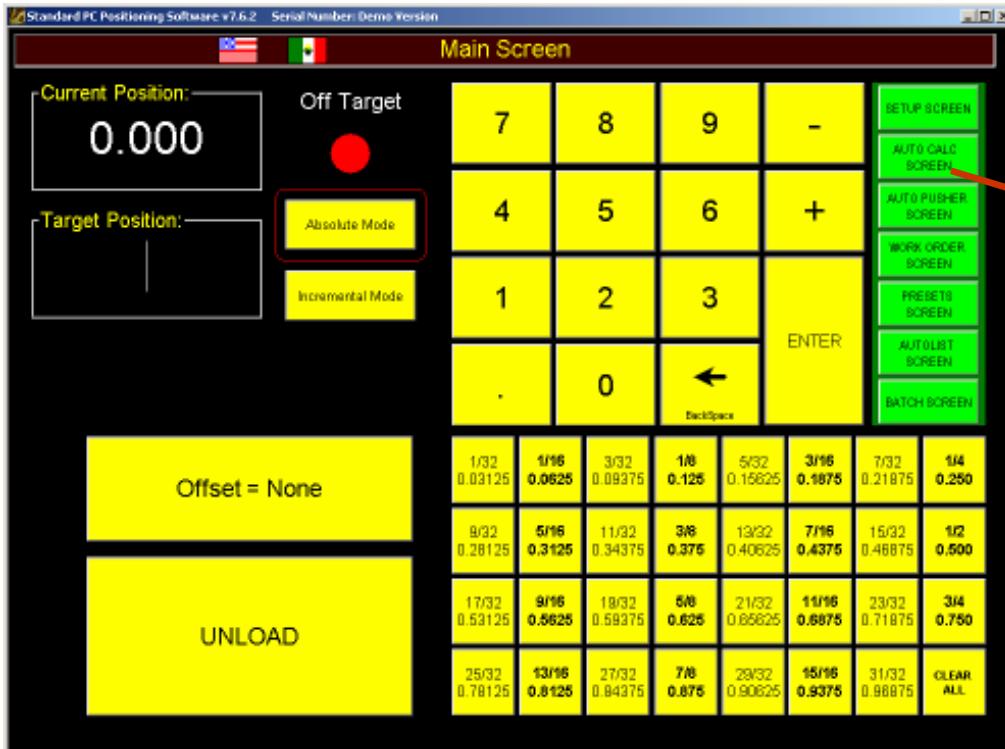 Standard PC Positioning Software v7.6.2 Serial Number: Demo Version
Main Screen
Current Position:
0.000
Off Target
Target Position:
Absolute Mode
Incremental Mode
7 8 9 -
4 5 6 +
1 2 3
ENTER
. 0
BackSpace
SETUP SCREEN
AUTO CALC
SCREEN
AUTO PUSHER
SCREEN
WORK ORDER
SCREEN
PRESETS
SCREEN
AUTOLIST
SCREEN
BATCH SCREEN
Offset = None
UNLOAD
1/32 1/16 3/32 1/8 5/32 3/16 7/32 1/4
0.03125 0.0625 0.09375 0.125 0.15625 0.1875 0.21875 0.250
9/32 5/16 11/32 3/8 13/32 7/16 15/32 1/2
0.28125 0.3125 0.34375 0.375 0.40625 0.4375 0.46875 0.500
17/32 9/16 19/32 5/8 21/32 11/16 23/32 3/4
0.53125 0.5625 0.59375 0.625 0.65625 0.6875 0.71875 0.750
25/32 13/16 27/32 7/8 29/32 15/16 31/32 CLEAR
0.78125 0.8125 0.84375 0.875 0.90625 0.9375 0.96875 ALL